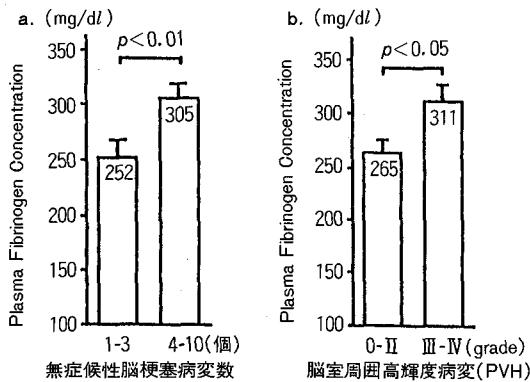 a. (mg/dl)
p<0.01
Plasma Fibrinogen Concentration
350
300
250
200
150
100
252
305
1-3 4-10(個)
無症候性脳梗塞病変数
b. (mg/dl)
p<0.05
Plasma Fibrinogen Concentration
350
300
250
200
150
100
265
311
0-II III-IV(grade)
脳室周囲高輝度病変(PVH)